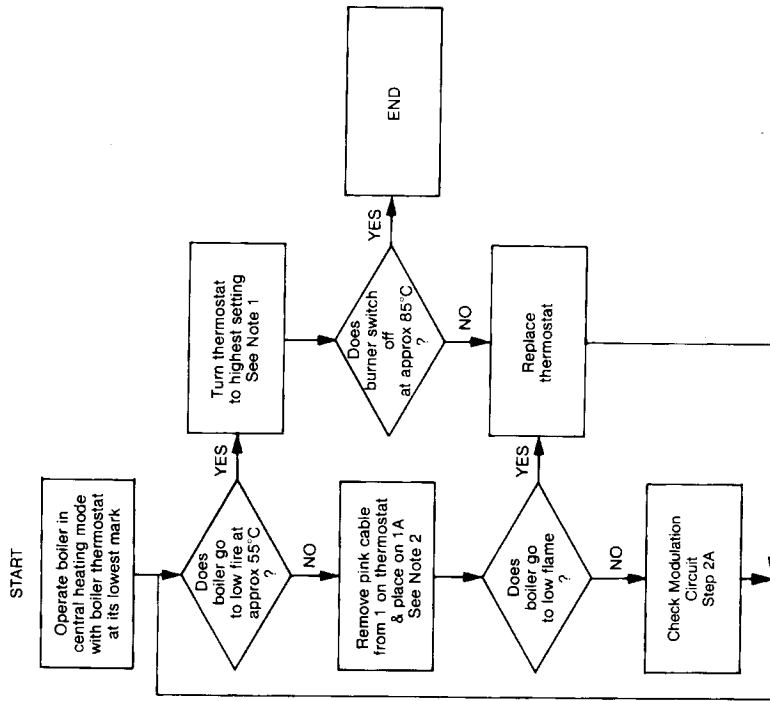 START
Operate boiler in
central heating mode
with boiler thermostat
at its lowest mark
Does
boiler go
to low fire at
approx 55°C
?
YES
NO
Turn thermostat
to highest setting
See Note 1
Does
burner switch
off
at approx 85°C
?
YES
NO
END
Remove pink cable
from 1 on thermostat
& place on 1A
See Note 2
Does
boiler go
to low flame
?
YES
NO
Replace
thermostat
Check Modulation
Circuit
Step 2A